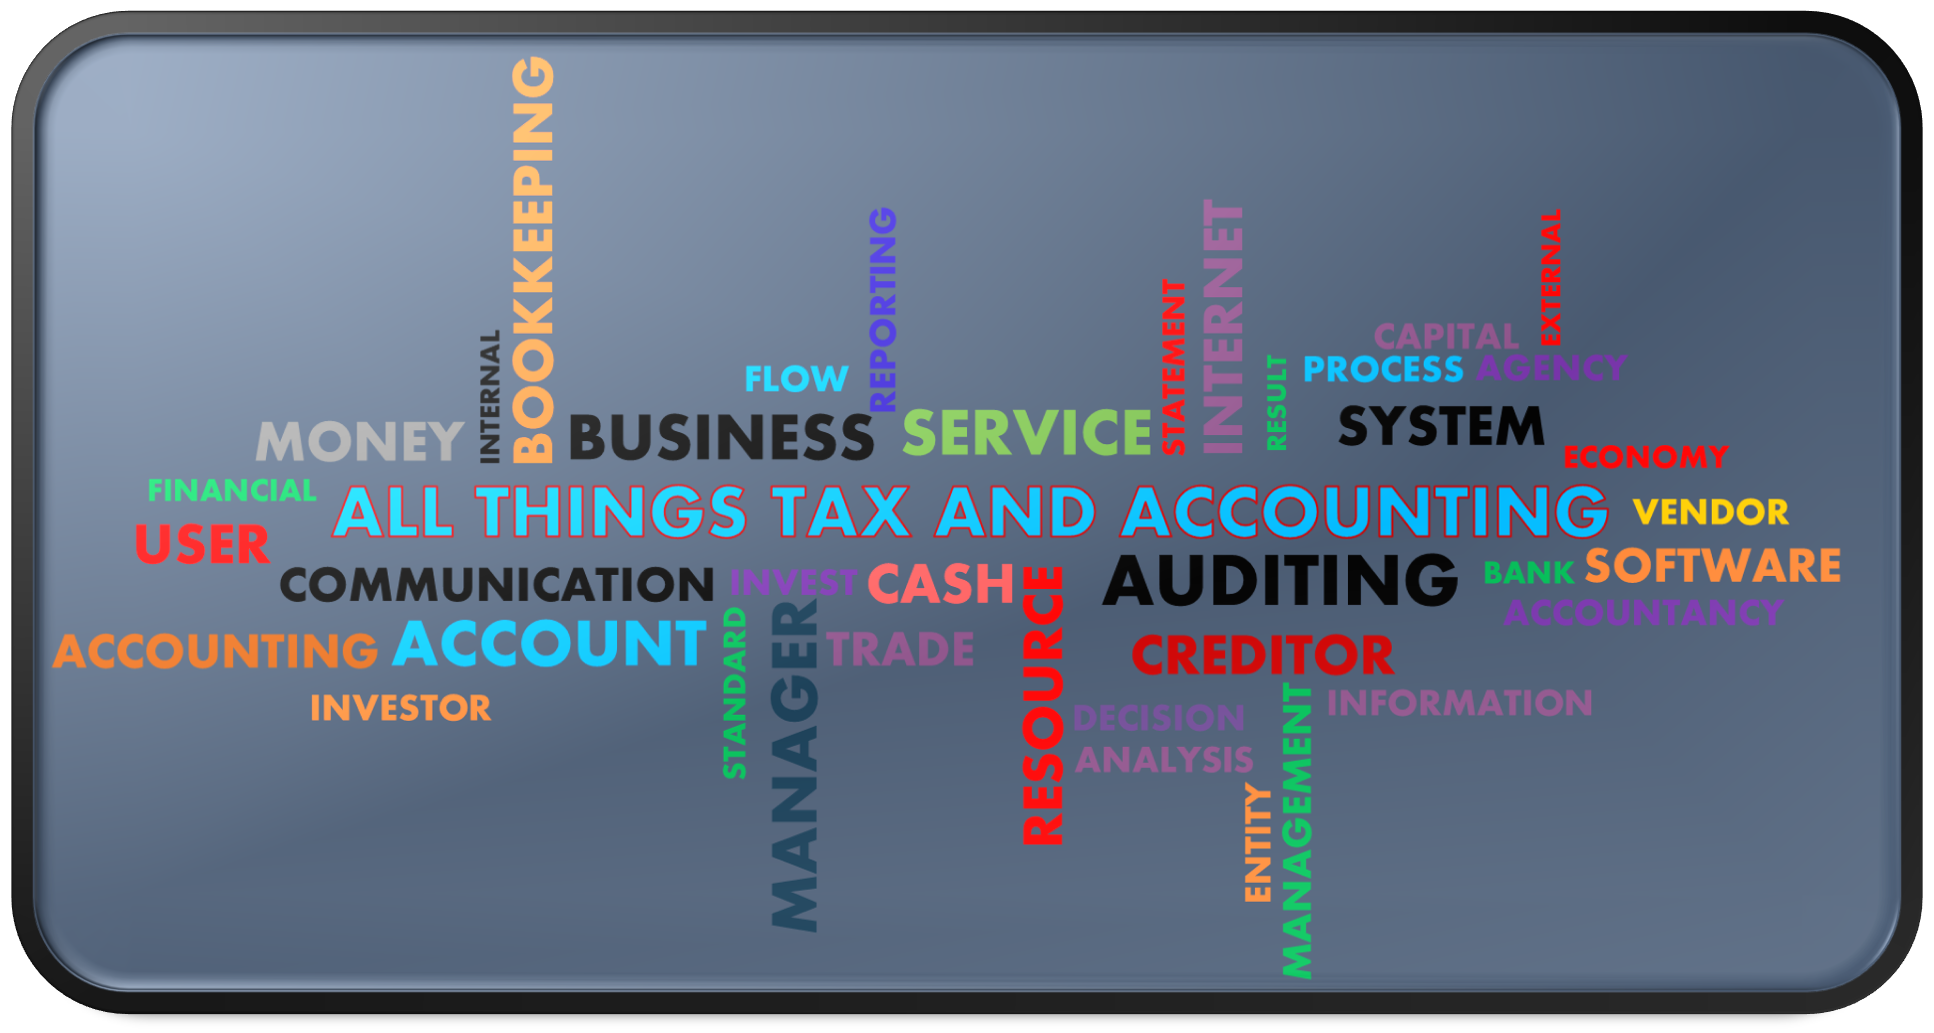 BOOKKEEPING
REPORTING
INTERNET
EXTERNAL
STATEMENT
CAPITAL
INTERNAL
FLOW
RESULT
PROCESS
AGENCY
MONEY
BUSINESS
SERVICE
SYSTEM
ECONOMY
FINANCIAL
ALL THINGS TAX AND ACCOUNTING
VENDOR
USER
COMMUNICATION
INVEST
CASH
AUDITING
BANK
SOFTWARE
ACCOUNTANCY
ACCOUNTING
ACCOUNT
STANDARD
MANAGER
TRADE
RESOURCE
CREDITOR
INVESTOR
DECISION
INFORMATION
ANALYSIS
ENTITY
MANAGEMENT